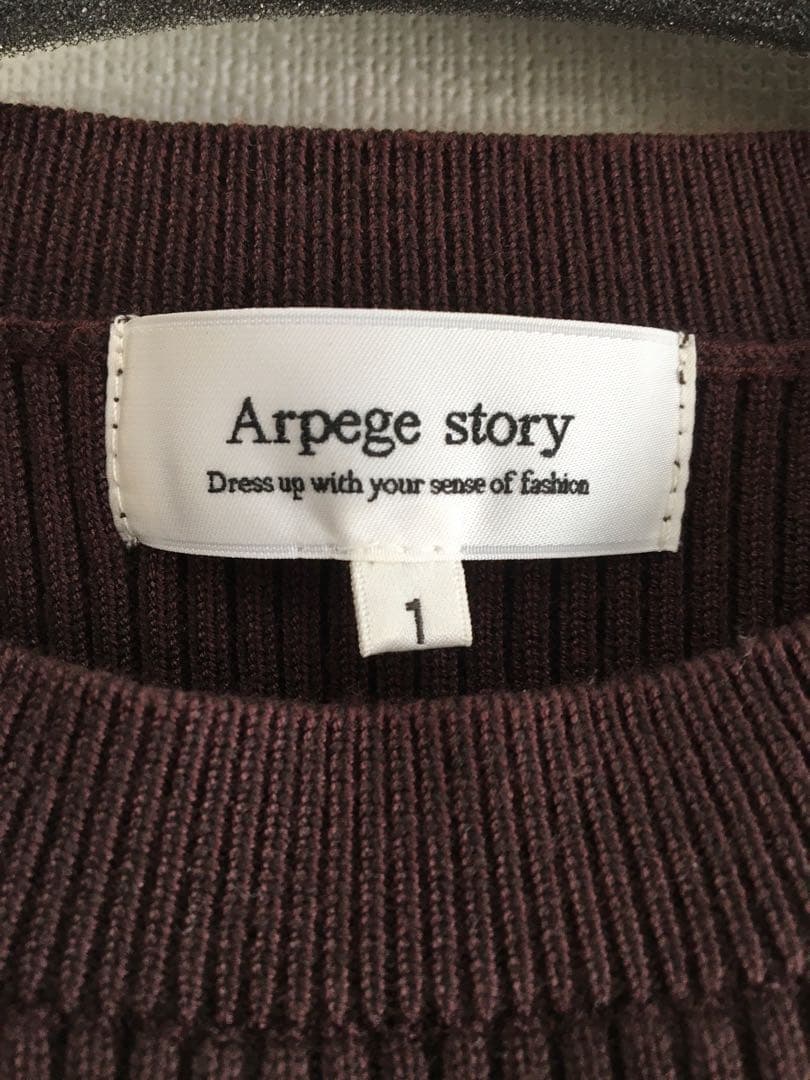 Arpege story
Dress up with your sense of fashion
1